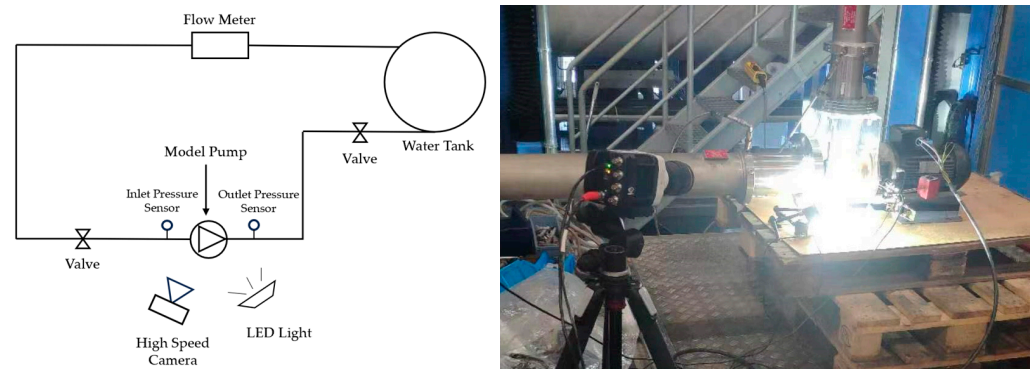 Flow Meter
Valve
Water Tank
Model Pump
Inlet Pressure
Sensor
Outlet Pressure
Sensor
Valve
High Speed
Camera
LED Light